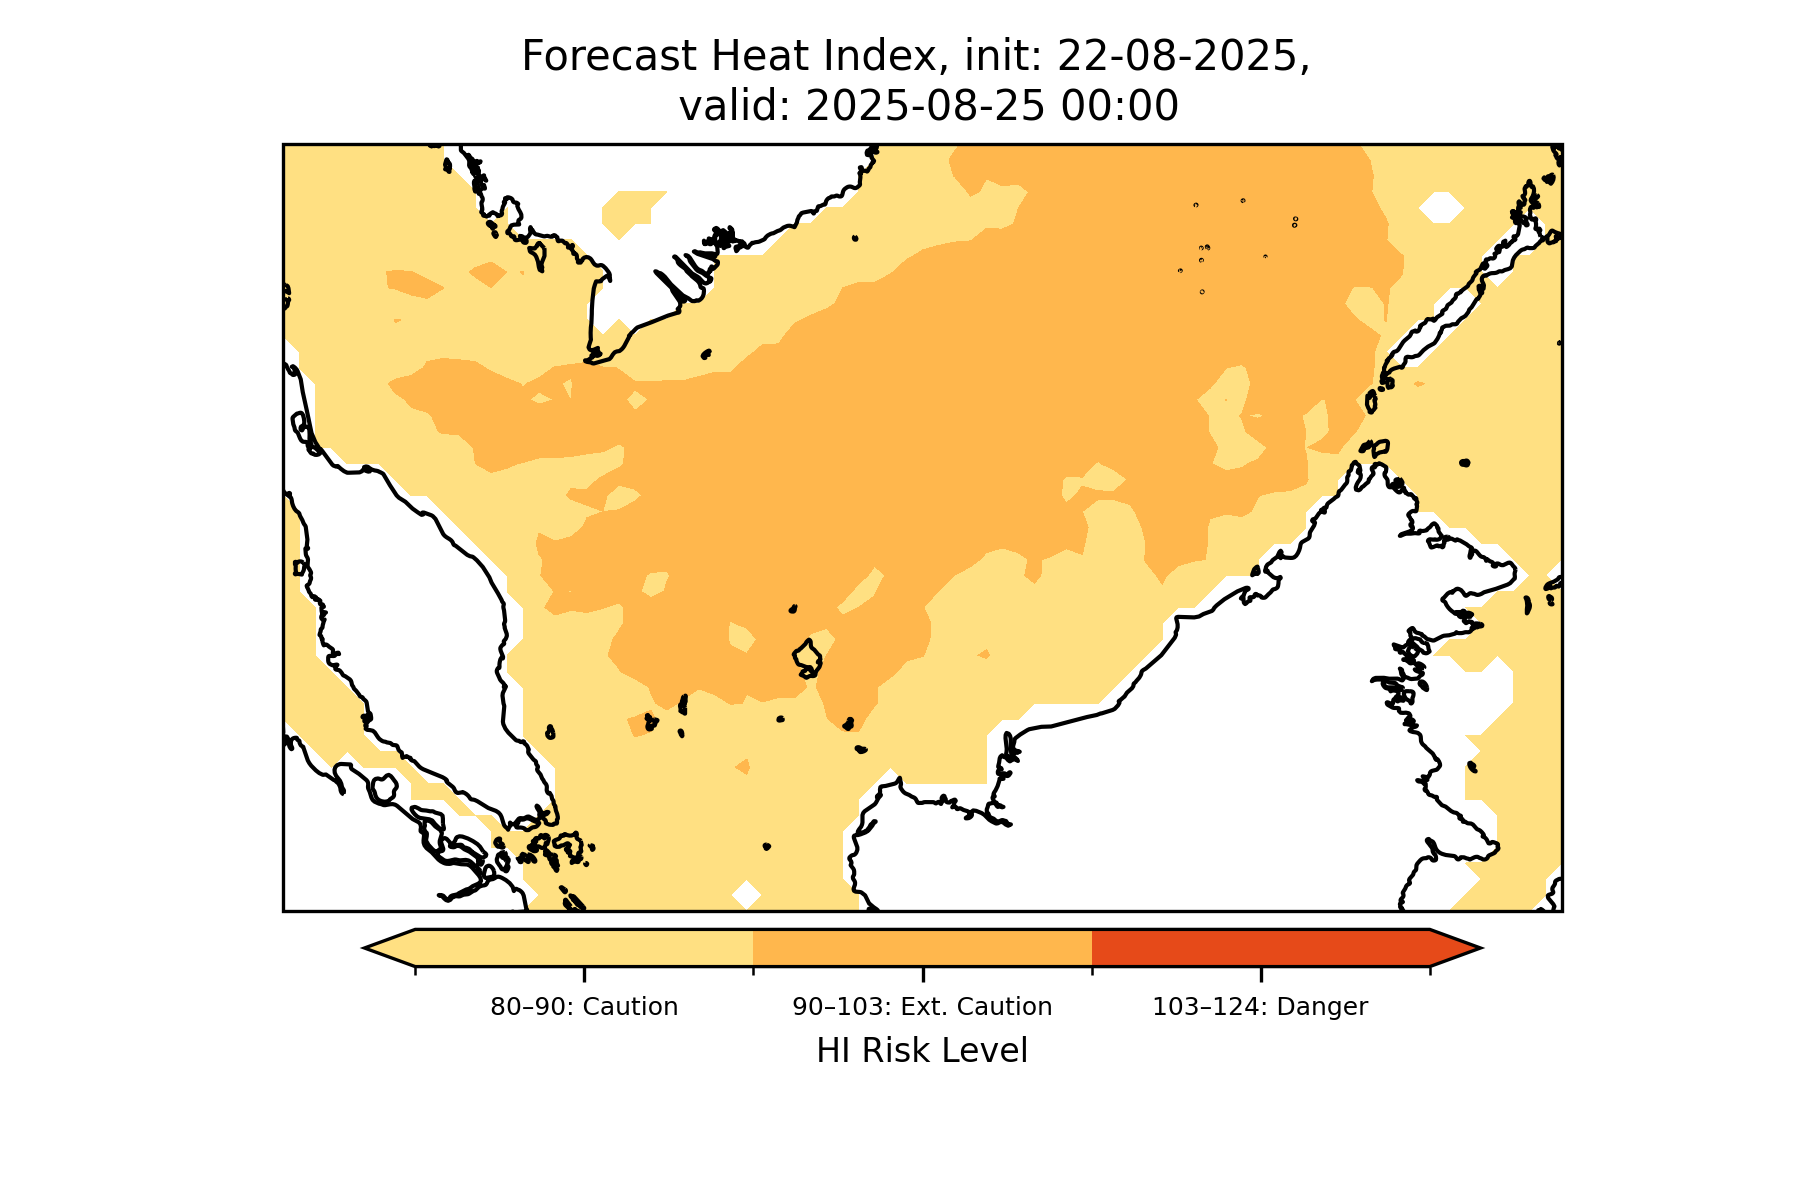 Forecast Heat Index, init: 22-08-2025,
valid: 2025-08-25 00:00
80–90: Caution
90–103: Ext. Caution
103–124: Danger
HI Risk Level